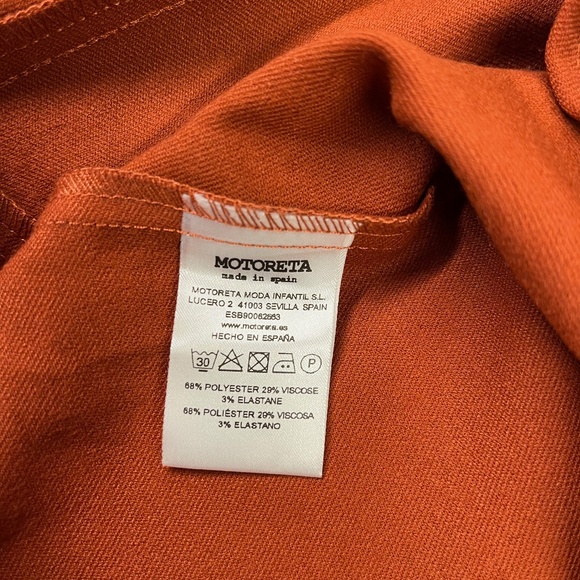 MOTORETA
made in spain
MOTORETA MODA INFANTIL S.L.
LUCERO 2. 41003 SEVILLA. SPAIN
ESB90062663
www.motoreta.es
HECHO EN ESPAÑA
30 P
68% POLYESTER 29% VISCOSE
3% ELASTANE
68% POLIÉSTER 29% VISCOSA
3% ELASTANO